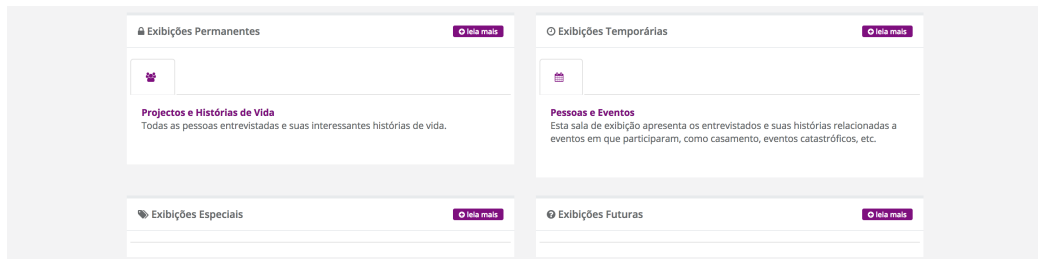 Exibições Permanentes
leia mais
Projectos e Histórias de Vida
Todas as pessoas entrevistadas e suas interessantes histórias de vida.
Exibições Temporárias
leia mais
Pessoas e Eventos
Esta sala de exibição apresenta os entrevistados e suas histórias relacionadas a
eventos em que participaram, como casamento, eventos catastróficos, etc.
Exibições Especiais
leia mais
Exibições Futuras
leia mais